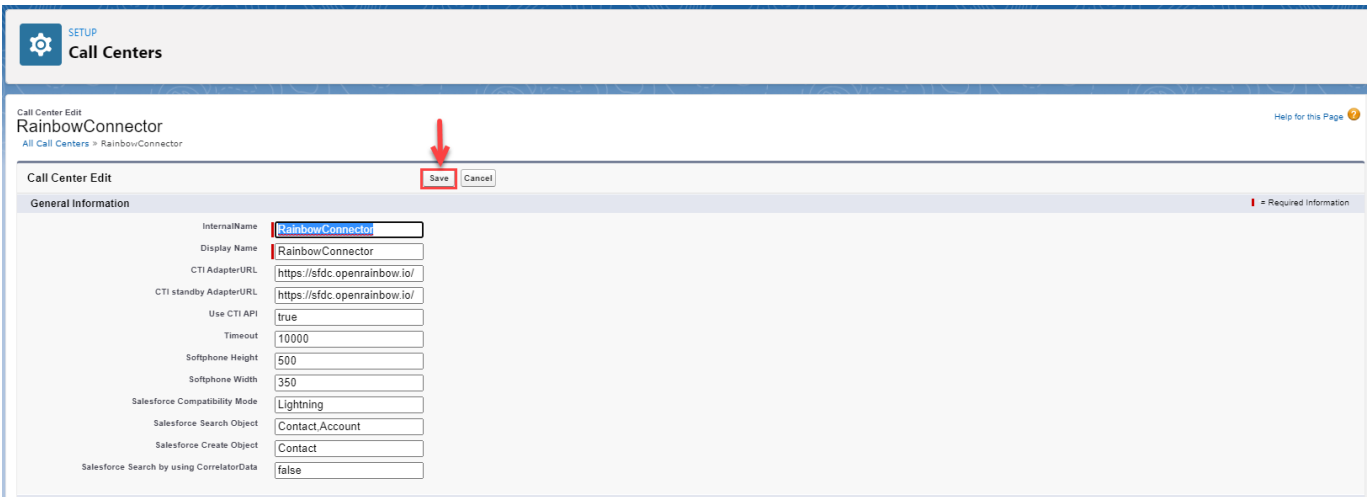 SETUP
Call Centers
Call Center Edit
RainbowConnector
Help for this Page ?
All Call Centers » RainbowConnector
Call Center Edit Save Cancel
General Information = Required Information
InternalName RainbowConnector
Display Name RainbowConnector
CTI AdapterURL https://sfdc.openrainbow.io/
CTI standby AdapterURL https://sfdc.openrainbow.io/
Use CTI API true
Timeout 10000
Softphone Height 500
Softphone Width 350
Salesforce Compatibility Mode Lightning
Salesforce Search Object Contact,Account
Salesforce Create Object Contact
Salesforce Search by using CorrelatorData false